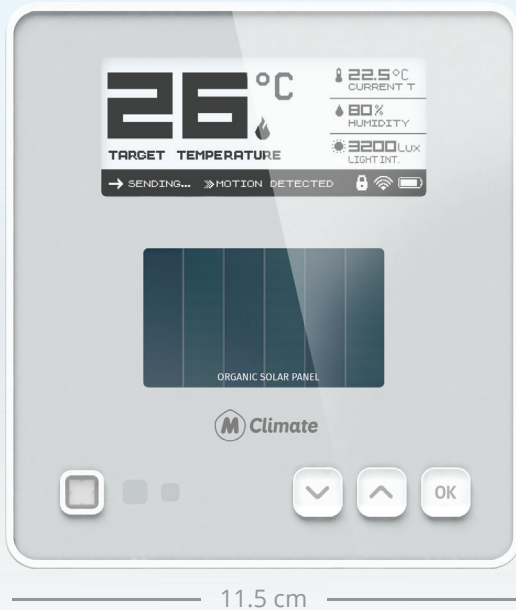 26°C
TARGET TEMPERATURE
22.5°C
CURRENT T
80%
HUMIDITY
3200Lux
LIGHT INT.
SENDING...
MOTION DETECTED
ORGANIC SOLAR PANEL
M Climate
OK
11.5 cm